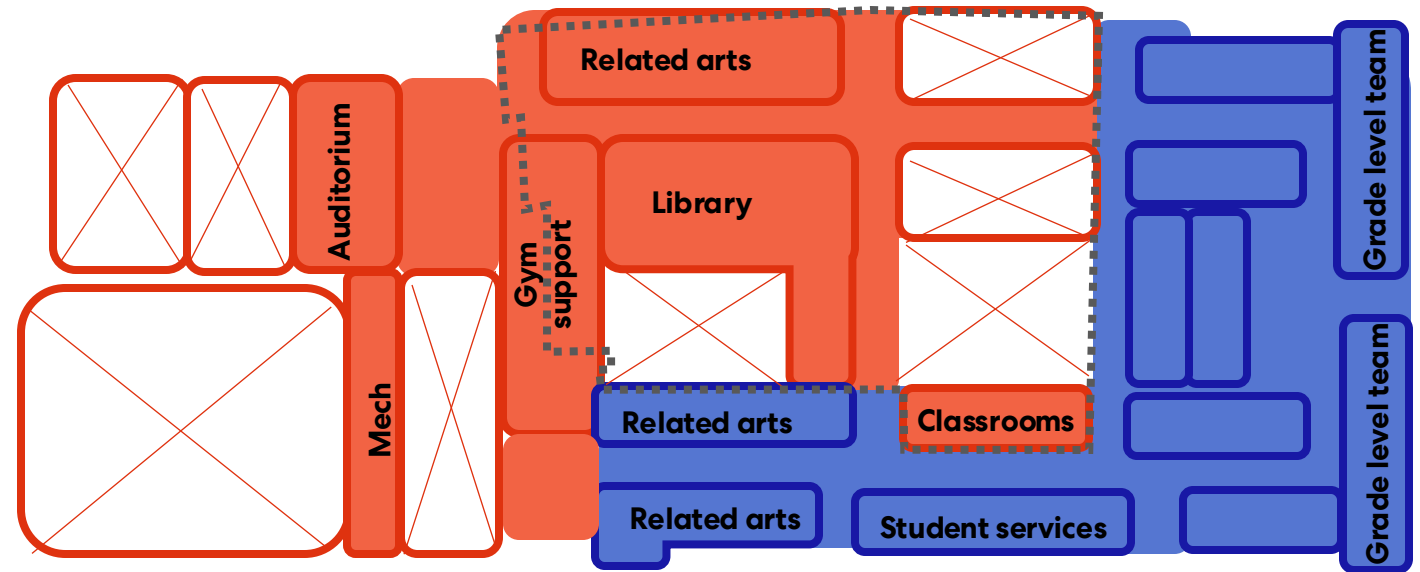 Related arts
Grade level team
Auditorium
Library
Gym
support
Mech
Related arts
Classrooms
Grade level team
Related arts
Student services